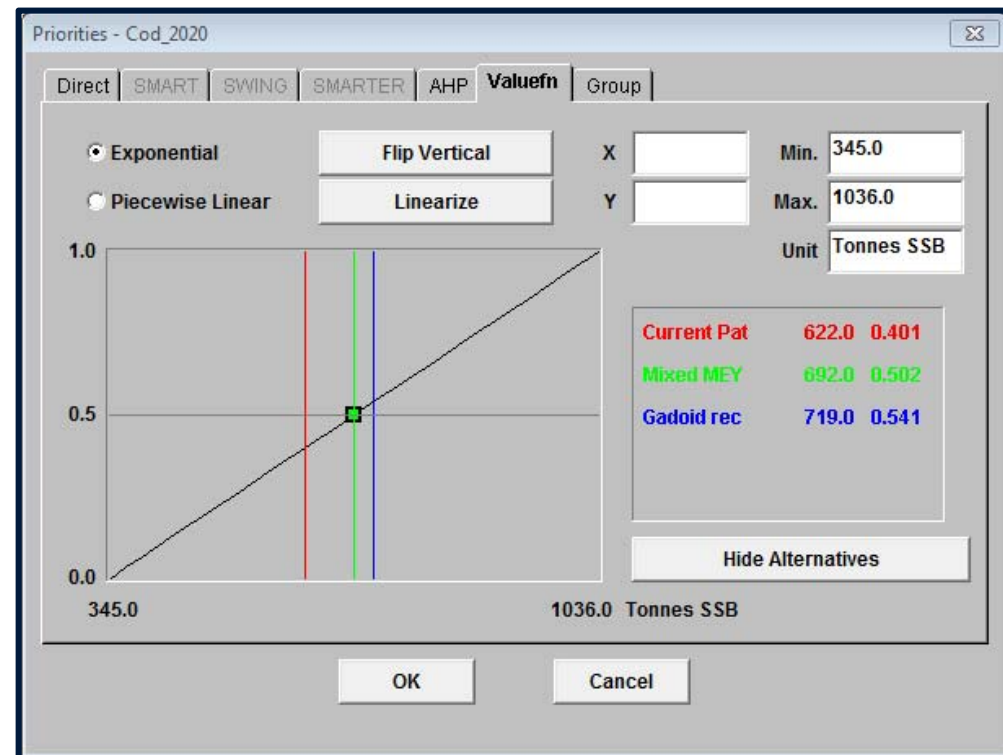 Priorities - Cod_2020
Direct SMART SWING SMARTER AHP Valuefn Group
Exponential Flip Vertical X Min. 345.0
Piecewise Linear Linearize Y Max. 1036.0
Unit Tonnes SSB
1.0
Current Pat 622.0 0.401
Mixed MEY 692.0 0.502
0.5
Gadoid rec 719.0 0.541
Hide Alternatives
0.0
345.0 1036.0 Tonnes SSB
OK Cancel